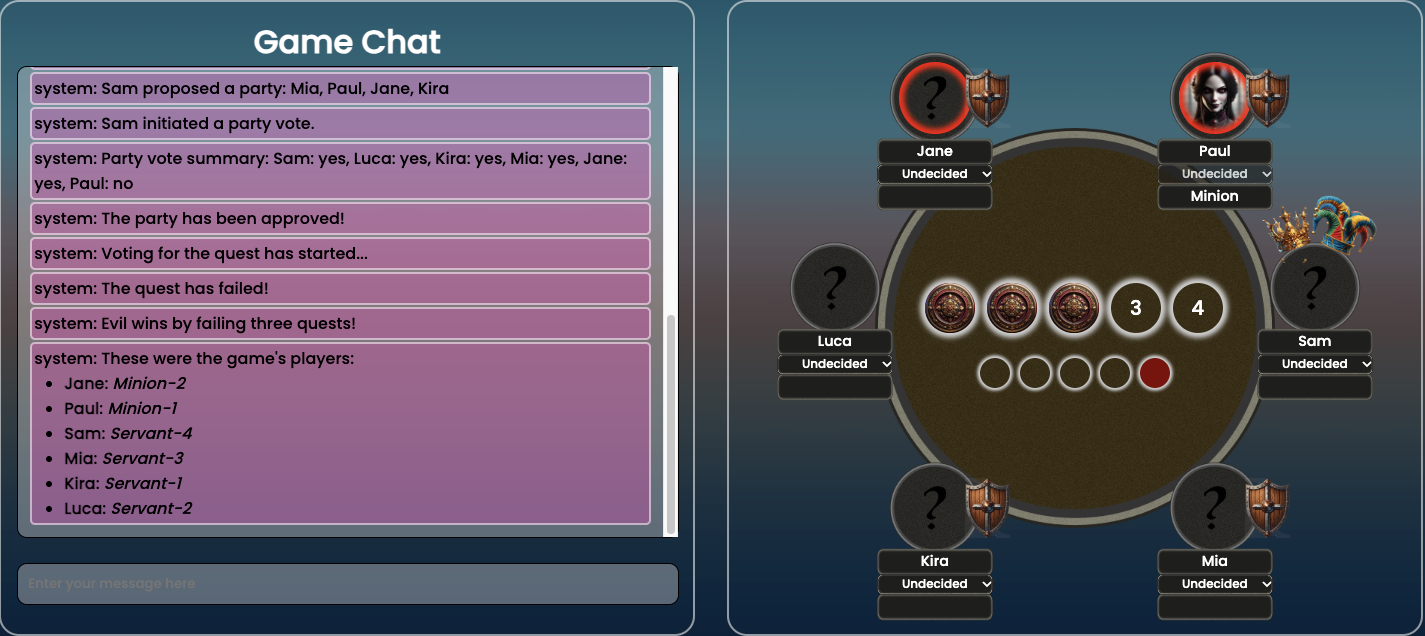 Game Chat
system: Sam proposed a party: Mia, Paul, Jane, Kira
system: Sam initiated a party vote.
system: Party vote summary: Sam: yes, Luca: yes, Kira: yes, Mia: yes, Jane:
yes, Paul: no
system: The party has been approved!
system: Voting for the quest has started...
system: The quest has failed!
system: Evil wins by failing three quests!
system: These were the game's players:
Jane: Minion-2
Paul: Minion-1
Sam: Servant-4
Mia: Servant-3
Kira: Servant-1
Luca: Servant-2
Enter your message here
?
Jane
Undecided
Paul
Undecided
Minion
?
Luca
Undecided
3
4
?
Sam
Undecided
?
Kira
Undecided
?
Mia
Undecided